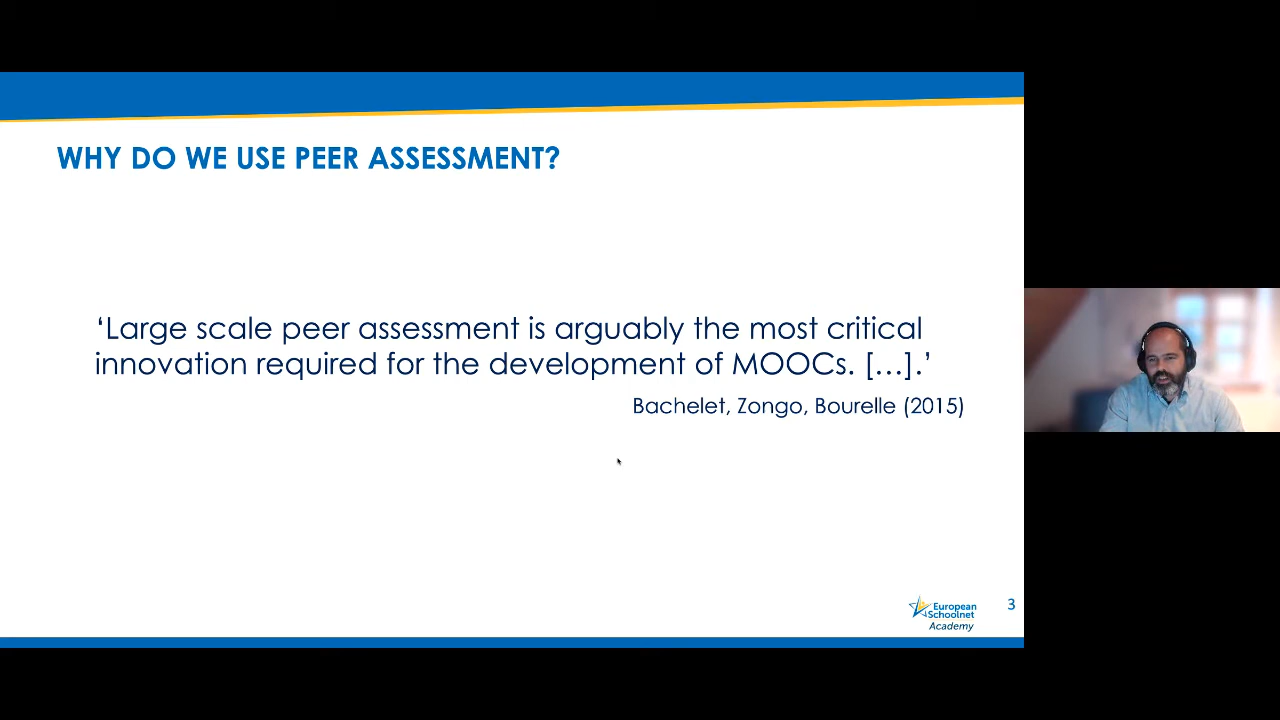 WHY DO WE USE PEER ASSESSMENT?
‘Large scale peer assessment is arguably the most critical
innovation required for the development of MOOCs. […].’
Bachelet, Zongo, Bourelle (2015)
European
Schoolnet
Academy
3